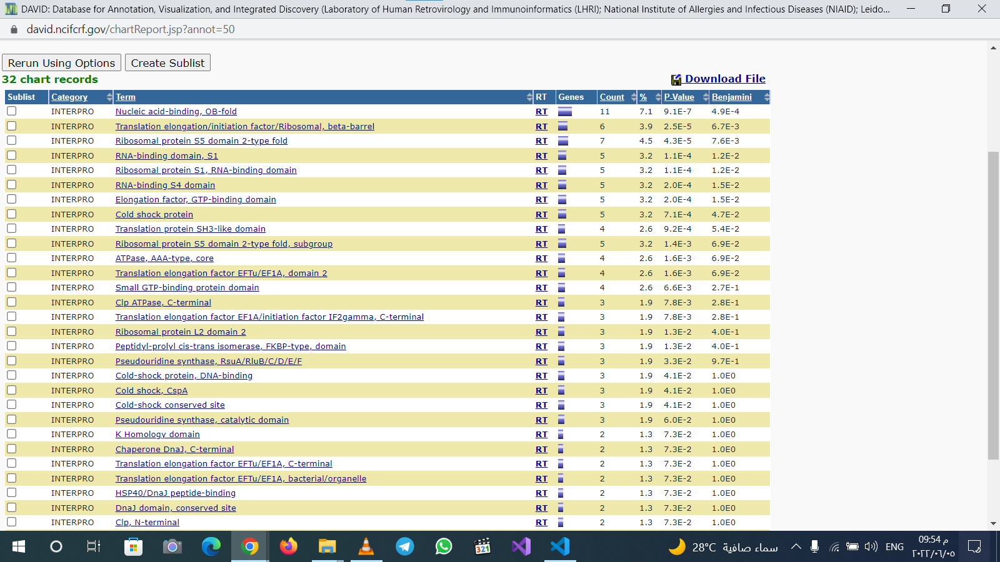 DAVID: Database for Annotation, Visualization, and Integrated Discovery (Laboratory of Human Retrovirology and Immunoinformatics (LHRI); National Institute of Allergies and Infectious Diseases (NIAID); Leido...
david.ncifcrf.gov/chartReport.jsp?annot=50
Rerun Using Options Create Sublist
32 chart records Download File
Sublist Category Term RT Genes Count % P-Value Benjamini
INTERPRO Nucleic acid-binding, OB-fold RT 11 7.1 9.1E-7 4.9E-4
INTERPRO Translation elongation/initiation factor/Ribosomal, beta-barrel RT 6 3.9 2.5E-5 6.7E-3
INTERPRO Ribosomal protein S5 domain 2-type fold RT 7 4.5 4.3E-5 7.6E-3
INTERPRO RNA-binding domain, S1 RT 5 3.2 1.1E-4 1.2E-2
INTERPRO Ribosomal protein S1, RNA-binding domain RT 5 3.2 1.1E-4 1.2E-2
INTERPRO RNA-binding S4 domain RT 5 3.2 2.0E-4 1.5E-2
INTERPRO Elongation factor, GTP-binding domain RT 5 3.2 2.0E-4 1.5E-2
INTERPRO Cold shock protein RT 5 3.2 7.1E-4 4.7E-2
INTERPRO Translation protein SH3-like domain RT 4 2.6 9.2E-4 5.4E-2
INTERPRO Ribosomal protein S5 domain 2-type fold, subgroup RT 5 3.2 1.4E-3 6.9E-2
INTERPRO ATPase, AAA-type, core RT 4 2.6 1.6E-3 6.9E-2
INTERPRO Translation elongation factor EFTu/EF1A, domain 2 RT 4 2.6 1.6E-3 6.9E-2
INTERPRO Small GTP-binding protein domain RT 4 2.6 6.6E-3 2.7E-1
INTERPRO Clp ATPase, C-terminal RT 3 1.9 7.8E-3 2.8E-1
INTERPRO Translation elongation factor EF1A/initiation factor IF2gamma, C-terminal RT 3 1.9 7.8E-3 2.8E-1
INTERPRO Ribosomal protein L2 domain 2 RT 3 1.9 1.3E-2 4.0E-1
INTERPRO Peptidyl-prolyl cis-trans isomerase, FKBP-type, domain RT 3 1.9 1.3E-2 4.0E-1
INTERPRO Pseudouridine synthase, RsuA/RluB/C/D/E/F RT 3 1.9 3.3E-2 9.7E-1
INTERPRO Cold-shock protein, DNA-binding RT 3 1.9 4.1E-2 1.0E0
INTERPRO Cold shock, CspA RT 3 1.9 4.1E-2 1.0E0
INTERPRO Cold-shock conserved site RT 3 1.9 4.1E-2 1.0E0
INTERPRO Pseudouridine synthase, catalytic domain RT 3 1.9 6.0E-2 1.0E0
INTERPRO K Homology domain RT 2 1.3 7.3E-2 1.0E0
INTERPRO Chaperone DnaJ, C-terminal RT 2 1.3 7.3E-2 1.0E0
INTERPRO Translation elongation factor EFTu/EF1A, C-terminal RT 2 1.3 7.3E-2 1.0E0
INTERPRO Translation elongation factor EFTu/EF1A, bacterial/organelle RT 2 1.3 7.3E-2 1.0E0
INTERPRO HSP40/DnaJ peptide-binding RT 2 1.3 7.3E-2 1.0E0
INTERPRO DnaJ domain, conserved site RT 2 1.3 7.3E-2 1.0E0
INTERPRO Clp, N-terminal RT 2 1.3 7.3E-2 1.0E0
321 28°C سماء صافية ENG 09:54 م
٢٠٢٢/٠٦/٠٥